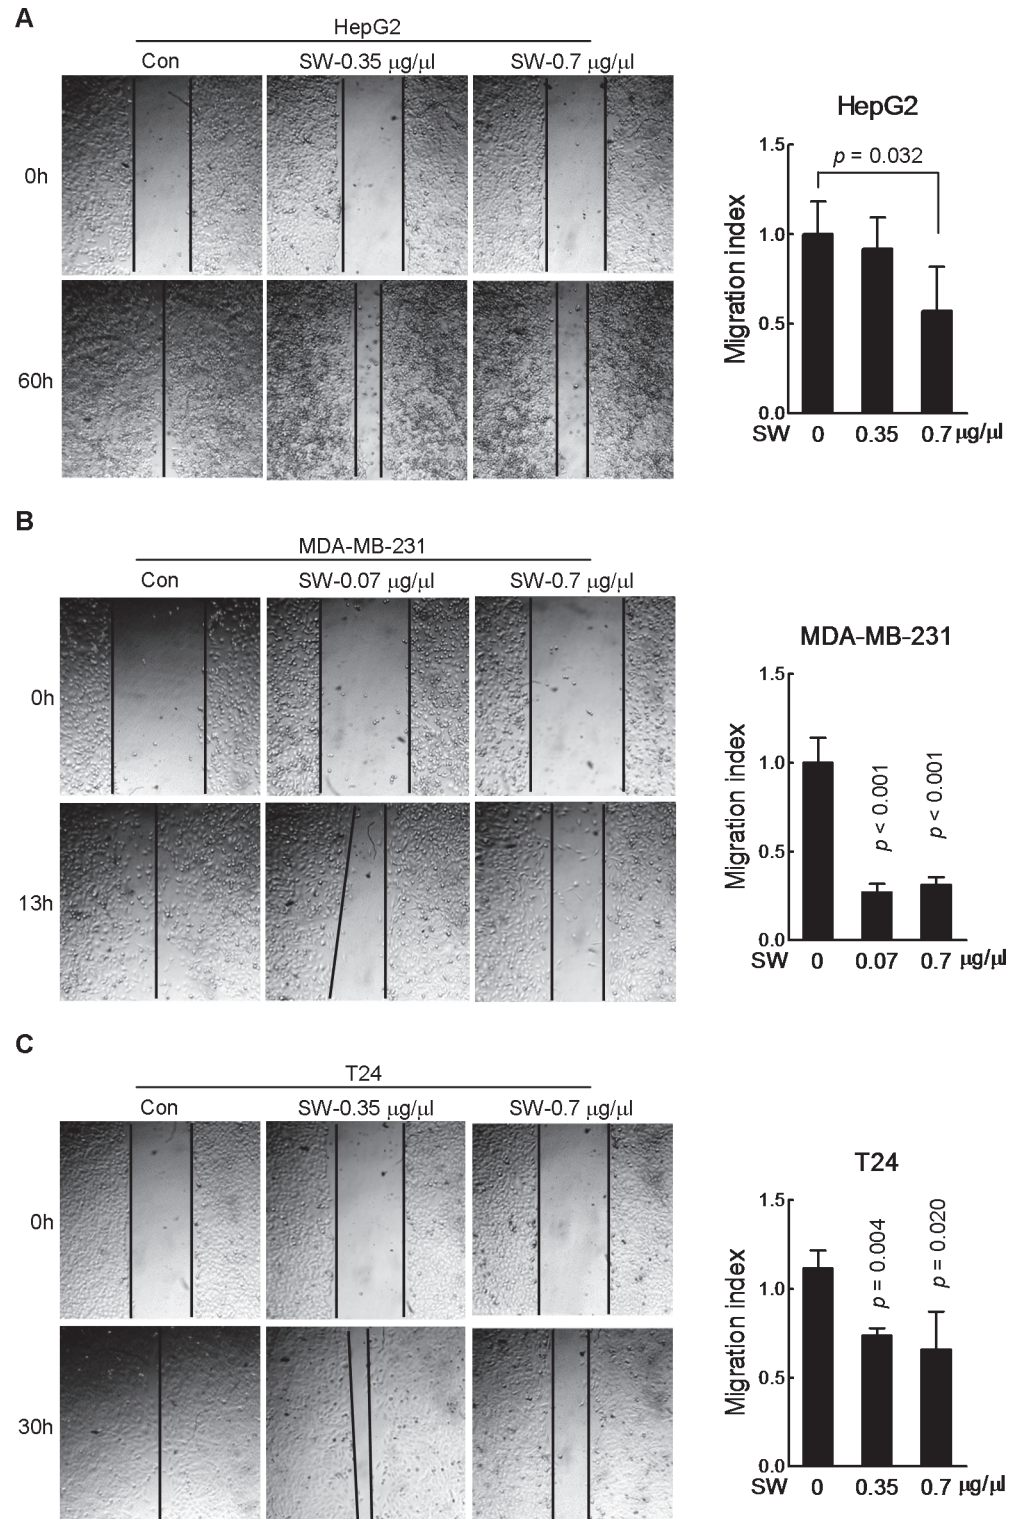 A
HepG2
Con SW-0.35 µg/µl SW-0.7 µg/µl
0h
60h
HepG2
p = 0.032
Migration index
1.5
1.0
0.5
0.0
SW 0 0.35 0.7 µg/µl
B
MDA-MB-231
Con SW-0.07 µg/µl SW-0.7 µg/µl
0h
13h
MDA-MB-231
Migration index
1.5
1.0
0.5
0.0
p < 0.001
p < 0.001
SW 0 0.07 0.7 µg/µl
C
T24
Con SW-0.35 µg/µl SW-0.7 µg/µl
0h
30h
T24
Migration index
1.5
1.0
0.5
0.0
p = 0.004
p = 0.020
SW 0 0.35 0.7 µg/µl